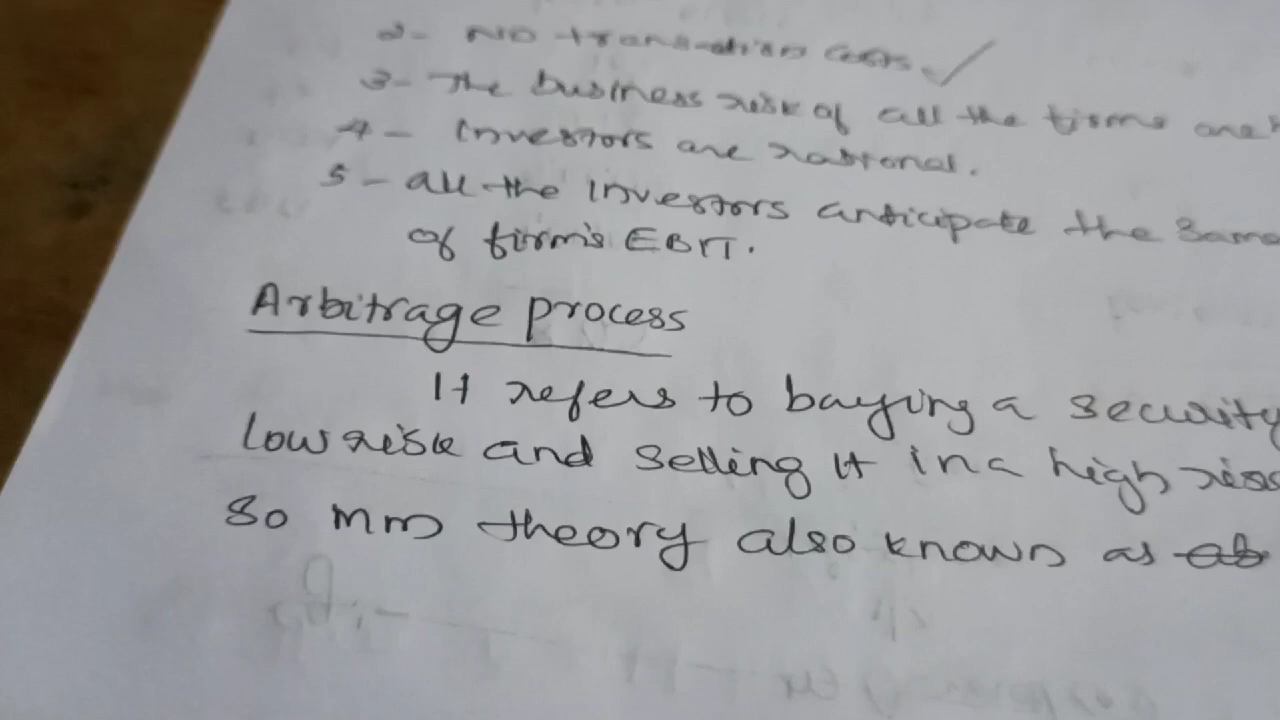 2- No transaction costs. ✓
3- The business risk of all the firms are
4- Investors are rational.
5- all the investors anticipate the same
of firm's EBIT.
Arbitrage process
It refers to baying a security
low risk and selling it in a high risk
So mm theory also known as ab